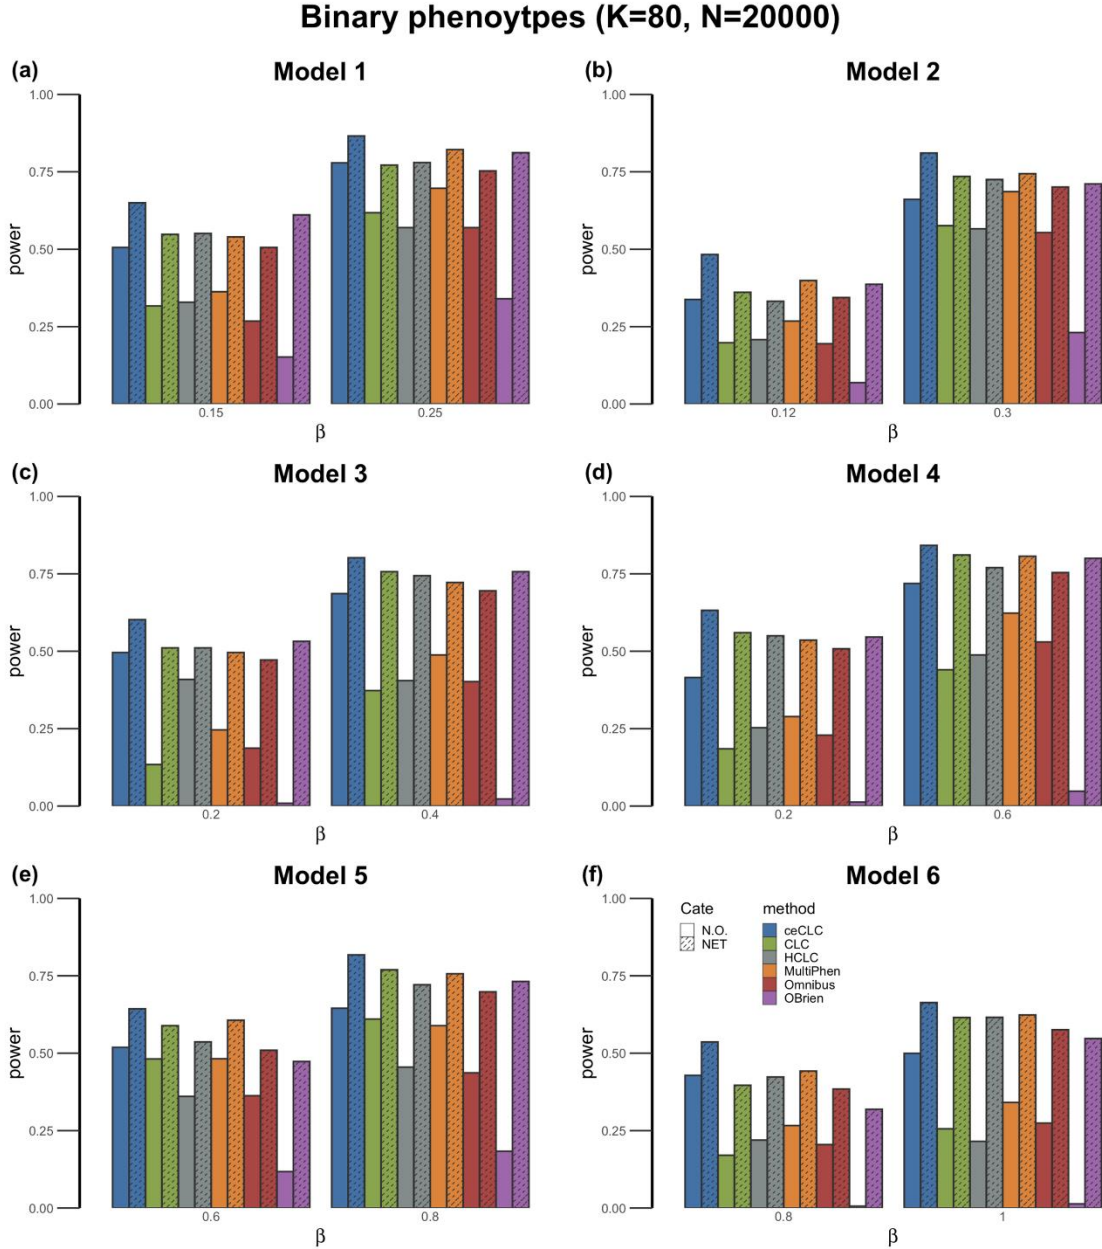 Binary phenoytpes (K=80, N=20000)
(a) Model 1
1.00
0.75
0.50
0.25
0.00
power
0.15 0.25
β
(b) Model 2
1.00
0.75
0.50
0.25
0.00
power
0.12 0.3
β
(c) Model 3
1.00
0.75
0.50
0.25
0.00
power
0.2 0.4
β
(d) Model 4
1.00
0.75
0.50
0.25
0.00
power
0.2 0.6
β
(e) Model 5
1.00
0.75
0.50
0.25
0.00
power
0.6 0.8
β
(f) Model 6
1.00
0.75
0.50
0.25
0.00
power
Cate
N.O.
NET
method
ceCLC
CLC
HCLC
MultiPhen
Omnibus
OBrien
0.8 1
β